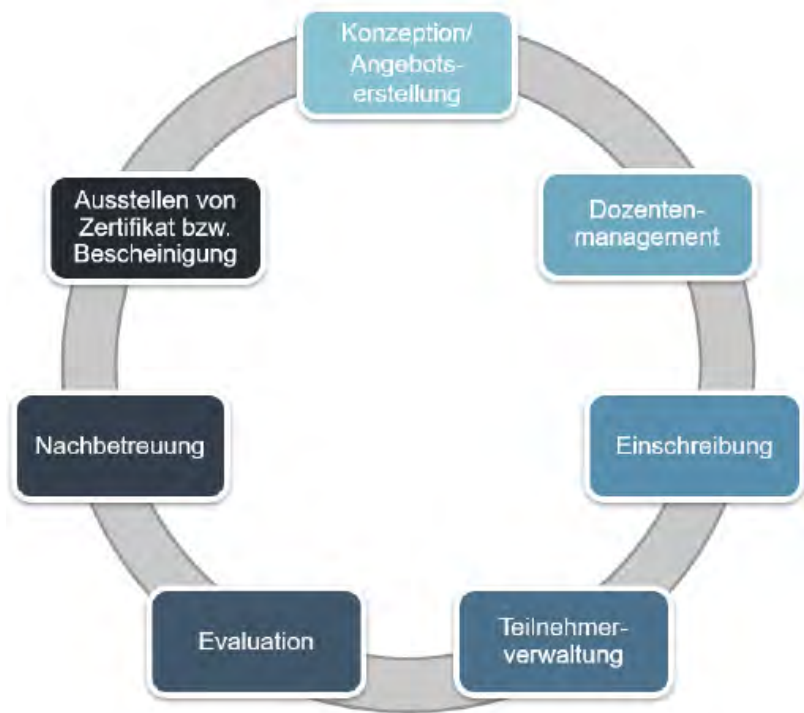 Konzeption/
Angebots-
erstellung
Dozenten-
management
Einschreibung
Teilnehmer-
verwaltung
Evaluation
Nachbetreuung
Ausstellen von
Zertifikat bzw.
Bescheinigung